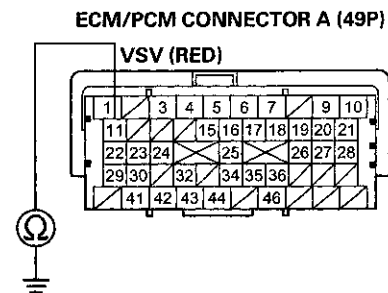 ECM/PCM CONNECTOR A (49P)
VSV (RED)
1 3 4 5 6 7 9 10
11 15 16 17 18 19 20 21
22 23 24 25 26 27 28
29 30 32 34 35 36
41 42 43 44 46
Ω